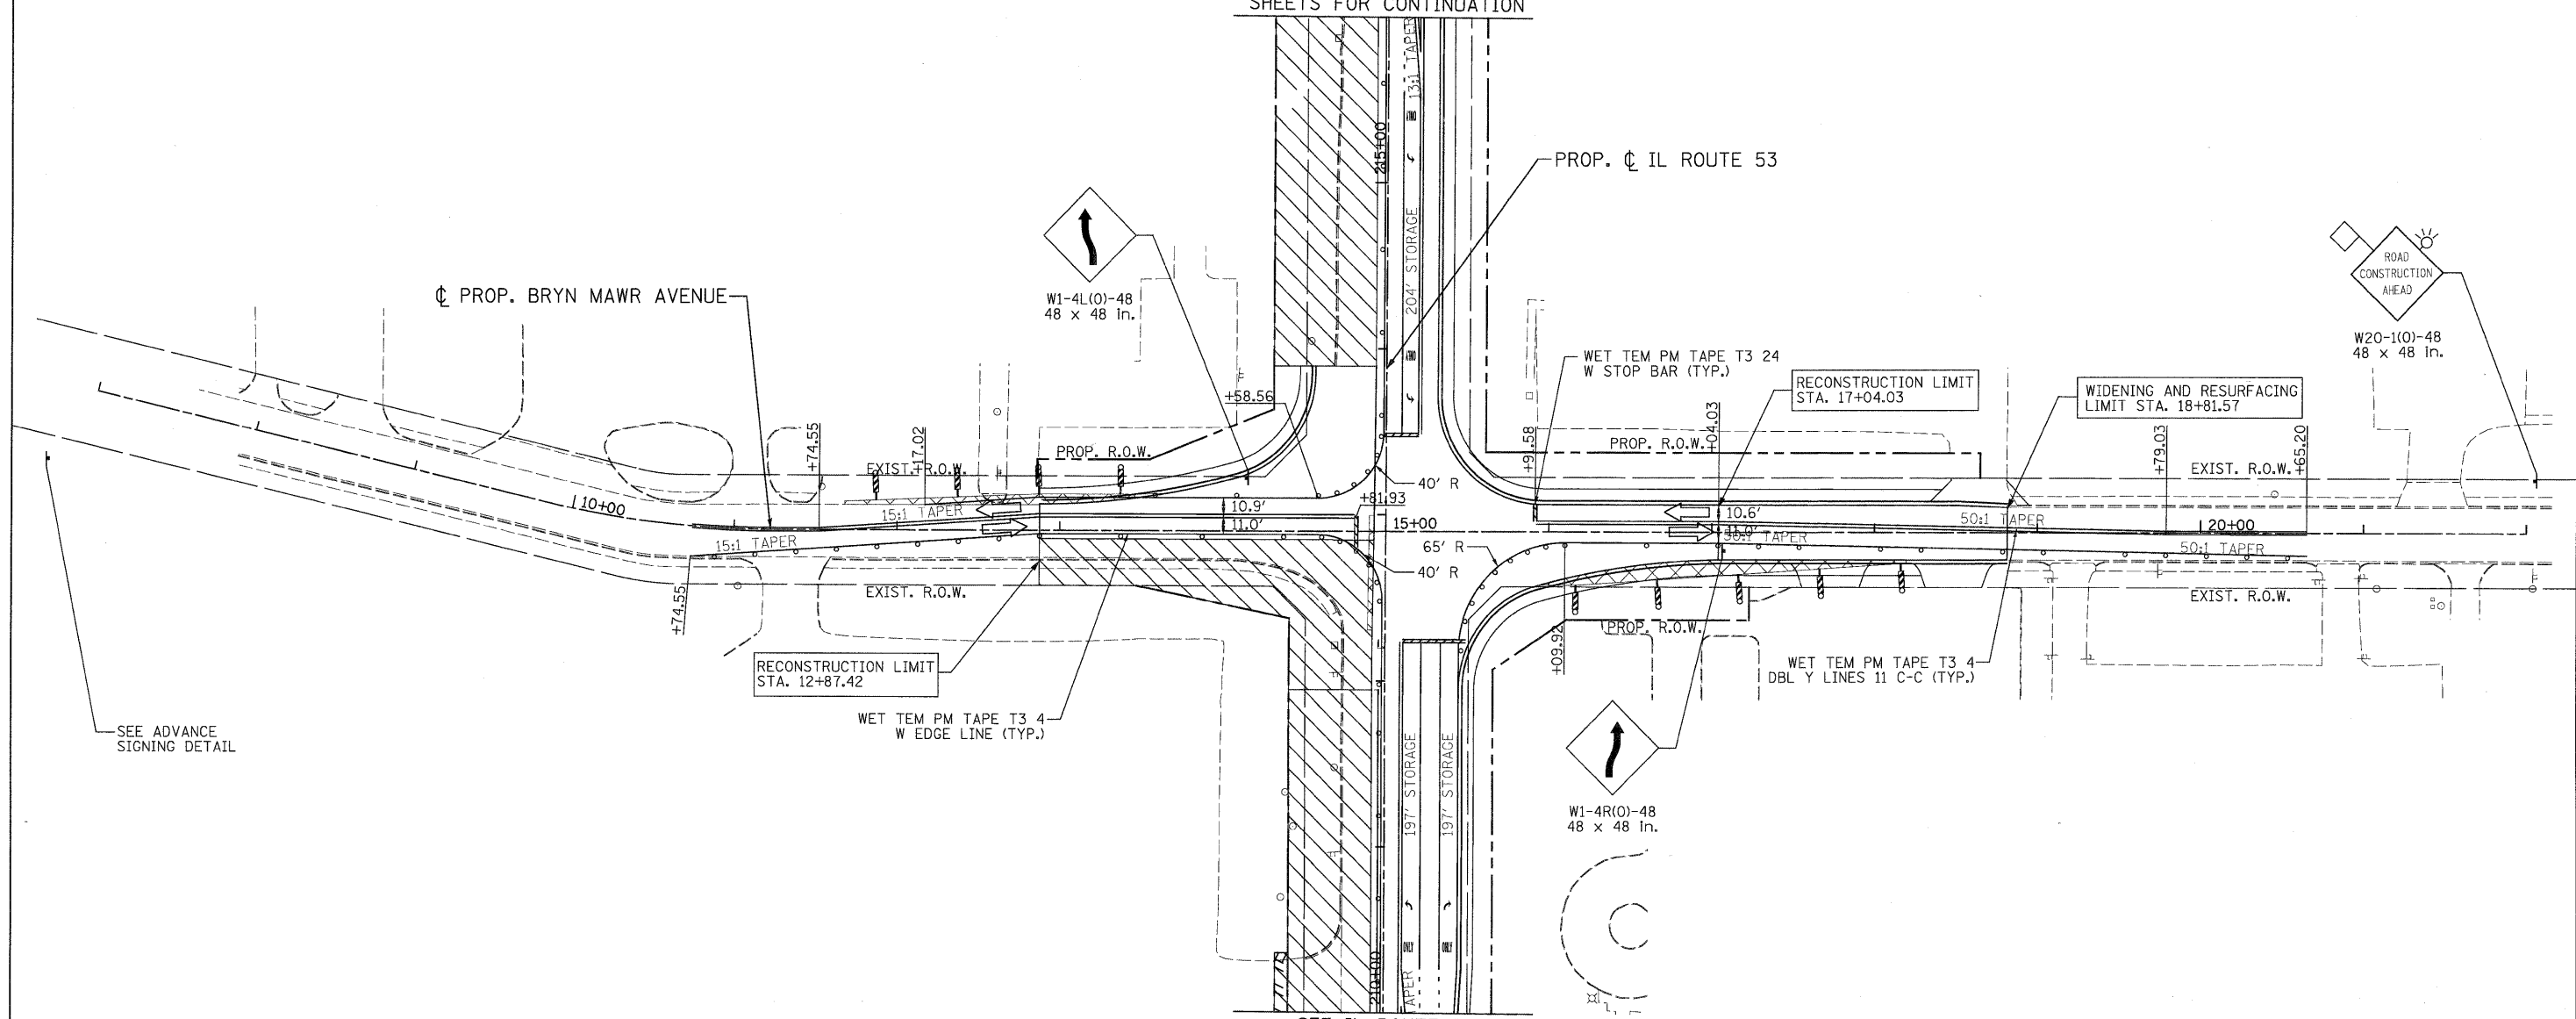 SHEETS FOR CONTINUATION
13:1 TAPER
ONLY
215+00
PROP. ℄ IL ROUTE 53
204' STORAGE
ONLY
W1-4L(O)-48
48 x 48 in.
℄ PROP. BRYN MAWR AVENUE
ROAD
CONSTRUCTION
AHEAD
W20-1(O)-48
48 x 48 in.
WET TEM PM TAPE T3 24
W STOP BAR (TYP.)
RECONSTRUCTION LIMIT
STA. 17+04.03
WIDENING AND RESURFACING
LIMIT STA. 18+81.57
+58.56
+74.55
+17.02
EXIST. R.O.W.
PROP. R.O.W.
+91.58
PROP. R.O.W.
+04.03
+79.03
EXIST. R.O.W.
+65.20
40' R
+81.93
10+00
15:1 TAPER
10.9'
11.0'
15+00
10.6'
11.0'
50:1 TAPER
50:1 TAPER
20+00
15:1 TAPER
65' R
40' R
50:1 TAPER
+74.55
EXIST. R.O.W.
EXIST. R.O.W.
+09.92
PROP. R.O.W.
RECONSTRUCTION LIMIT
STA. 12+87.42
WET TEM PM TAPE T3 4
W EDGE LINE (TYP.)
WET TEM PM TAPE T3 4
DBL Y LINES 11 C-C (TYP.)
SEE ADVANCE
SIGNING DETAIL
197' STORAGE
197' STORAGE
W1-4R(O)-48
48 x 48 in.
ONLY
ONLY
210+00